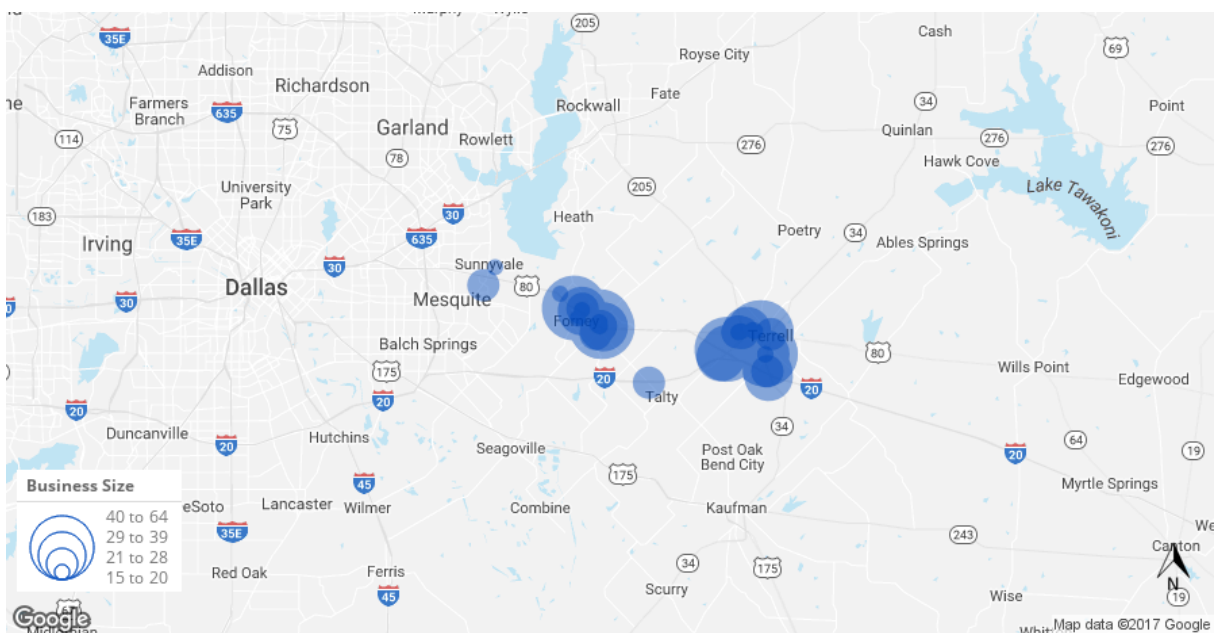 205
Cash
35E
Royse City
69
Addison
Richardson
Fate
Rockwall
34
Point
Farmers
Branch
635
75
Garland
Quinlan
276
276
114
78
Rowlett
276
Hawk Cove
205
University
Park
Lake Tawakoni
183
30
Heath
Irving
35E
635
Poetry
34
Ables Springs
30
Sunnyvale
80
Dallas
Mesquite
30
Forney
Terrell
Balch Springs
80
175
20
Wills Point
Edgewood
20
20
Talty
20
Duncanville
20
Hutchins
34
64
Seagoville
Post Oak
Bend City
20
19
175
Business Size
40 to 64
29 to 39
21 to 28
15 to 20
45
Myrtle Springs
eSoto
Lancaster
Wilmer
Combine
Kaufman
We
35E
243
Canton
Red Oak
Ferris
34
175
N
45
Scurry
Wise
19
67
Google
Map data ©2017 Google